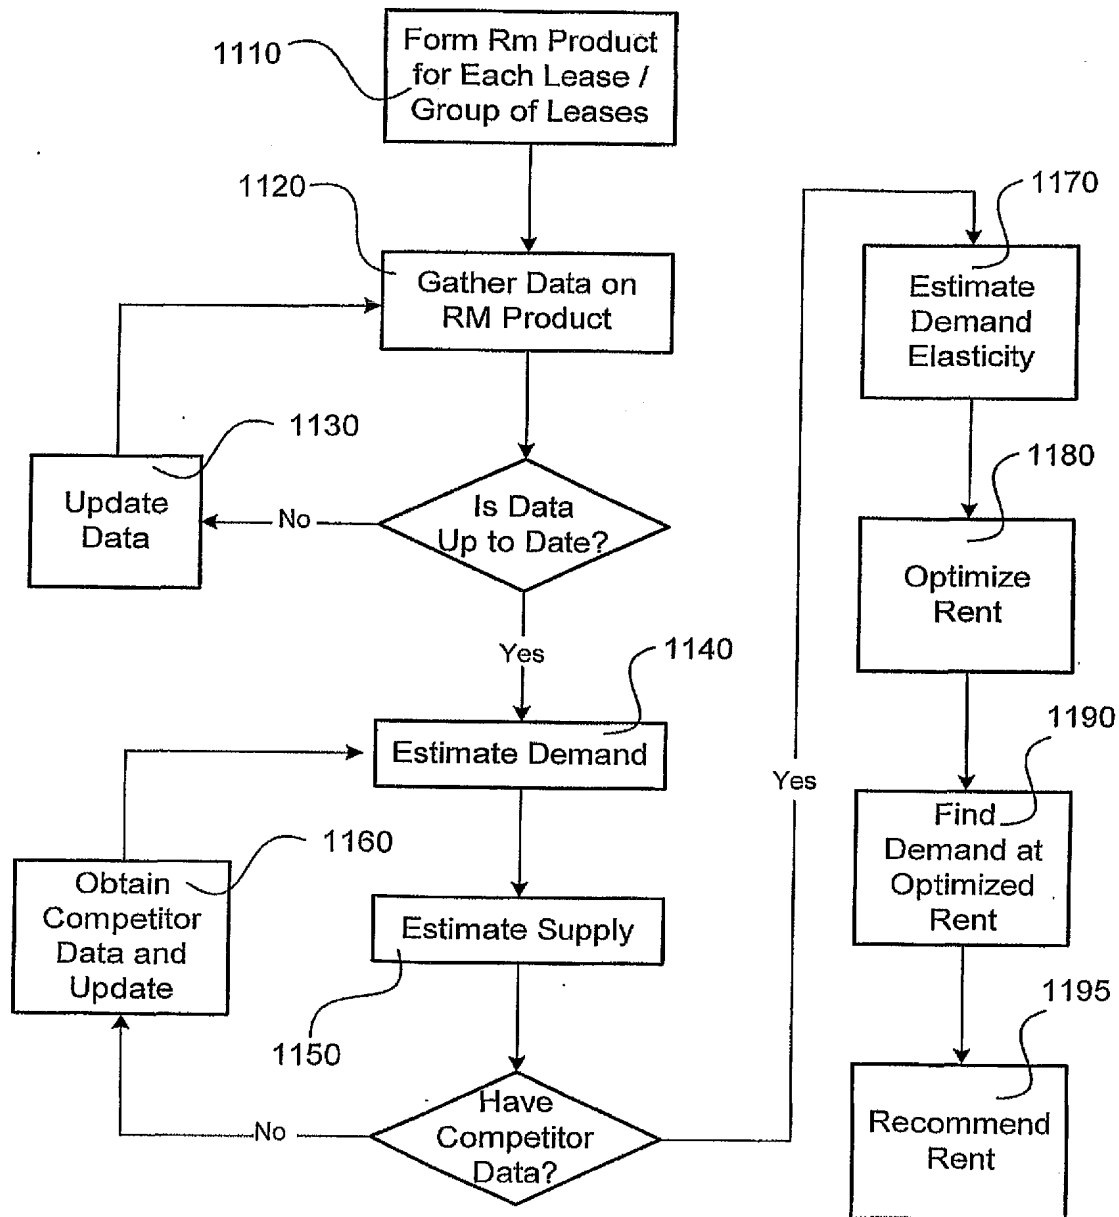 1110
Form Rm Product
for Each Lease /
Group of Leases
1120
Gather Data on
RM Product
1130
Update
Data
No
Is Data
Up to Date?
Yes
1140
Estimate Demand
1160
Obtain
Competitor
Data and
Update
Estimate Supply
1150
No
Have
Competitor
Data?
Yes
1170
Estimate
Demand
Elasticity
1180
Optimize
Rent
1190
Find
Demand at
Optimized
Rent
1195
Recommend
Rent